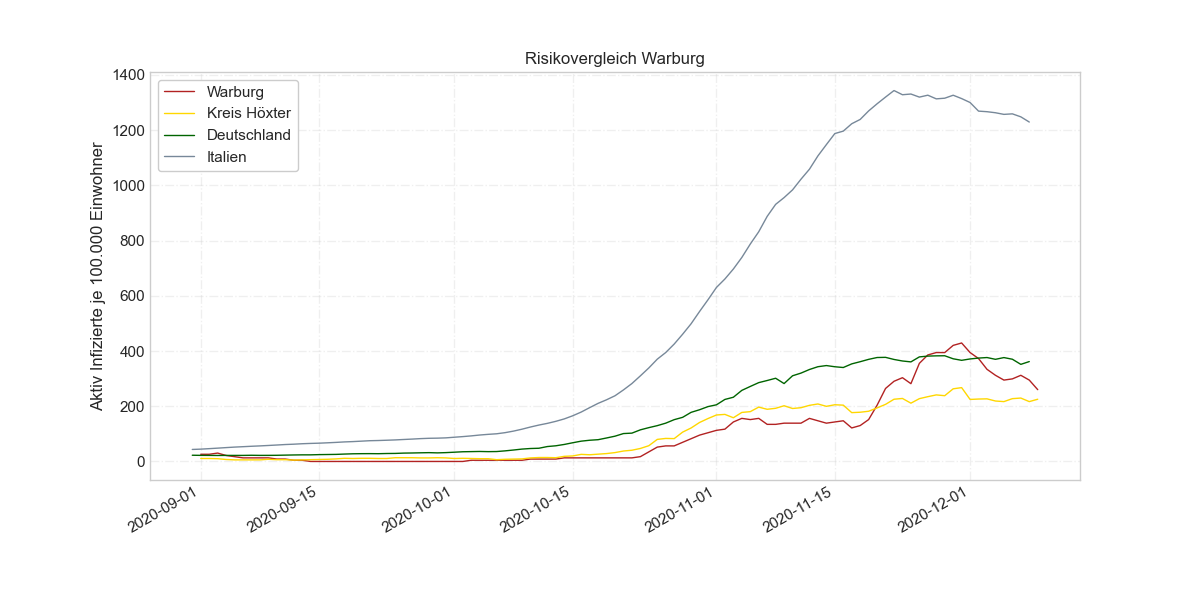 Risikovergleich Warburg
Aktiv Infizierte je 100.000 Einwohner
1400
1200
1000
800
600
400
200
0
Warburg
Kreis Höxter
Deutschland
Italien
2020-09-01
2020-09-15
2020-10-01
2020-10-15
2020-11-01
2020-11-15
2020-12-01